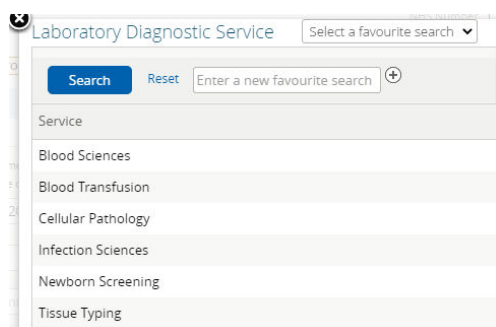 Laboratory Diagnostic Service Select a favourite search
Search Reset Enter a new favourite search
Service
Blood Sciences
Blood Transfusion
Cellular Pathology
Infection Sciences
Newborn Screening
Tissue Typing